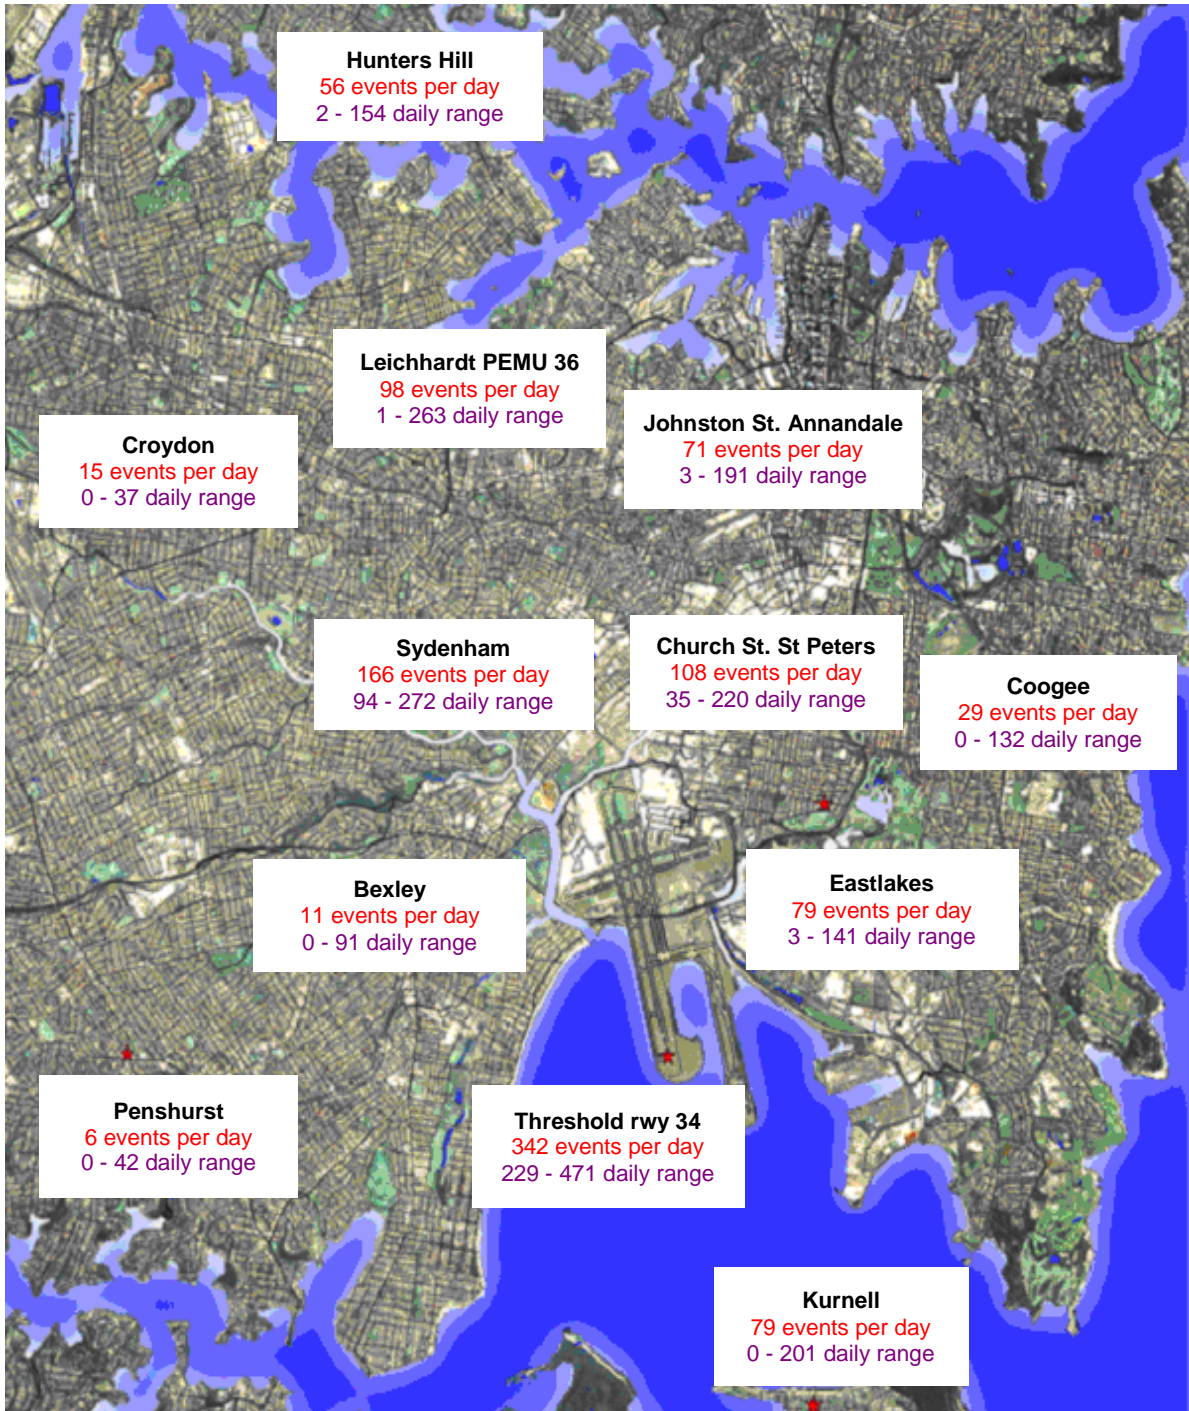 Hunters Hill
56 events per day
2 - 154 daily range
Leichhardt PEMU 36
98 events per day
1 - 263 daily range
Johnston St. Annandale
71 events per day
3 - 191 daily range
Croydon
15 events per day
0 - 37 daily range
Sydenham
166 events per day
94 - 272 daily range
Church St. St Peters
108 events per day
35 - 220 daily range
Coogee
29 events per day
0 - 132 daily range
Bexley
11 events per day
0 - 91 daily range
Eastlakes
79 events per day
3 - 141 daily range
Penshurst
6 events per day
0 - 42 daily range
Threshold rwy 34
342 events per day
229 - 471 daily range
Kurnell
79 events per day
0 - 201 daily range